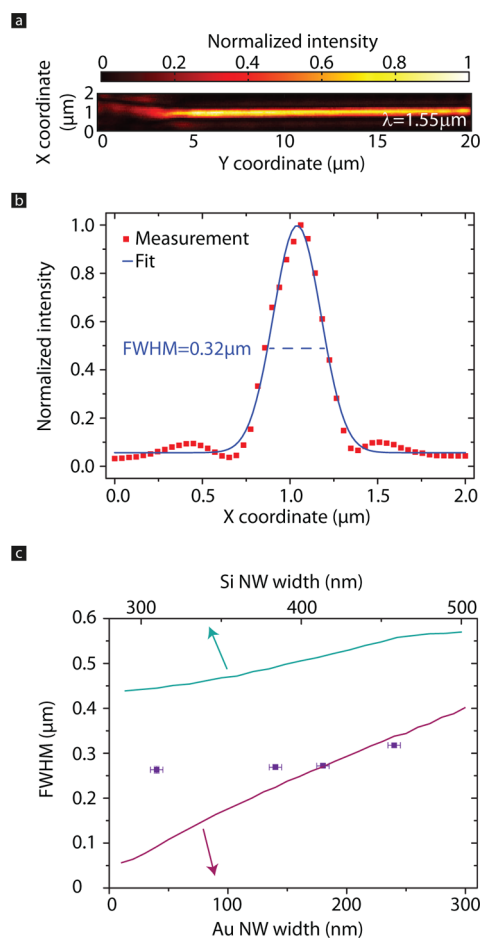 a
Normalized intensity
0 0.2 0.4 0.6 0.8 1
X coordinate (μm)
2
1
0
λ=1.55μm
0 5 10 15 20
Y coordinate (μm)
b
1.0
0.8
0.6
0.4
0.2
0.0
Normalized intensity
Measurement
Fit
FWHM=0.32μm
0.0 0.5 1.0 1.5 2.0
X coordinate (μm)
c
Si NW width (nm)
300 400 500
0.6
0.5
0.4
0.3
0.2
0.1
0
FWHM (μm)
0 100 200 300
Au NW width (nm)